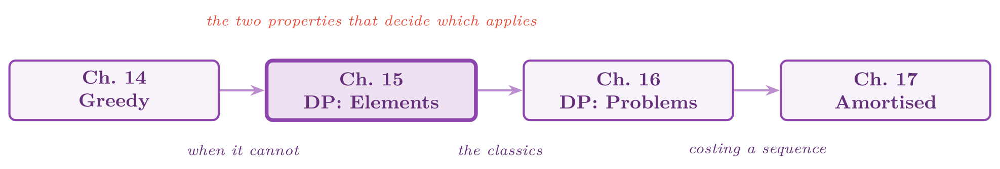 the two properties that decide which applies
Ch. 14
Greedy
Ch. 15
DP: Elements
Ch. 16
DP: Problems
Ch. 17
Amortised
when it cannot
the classics
costing a sequence